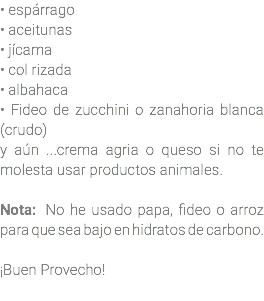 • espárrago
• aceitunas
• jícama
• col rizada
• albahaca
• Fideo de zucchini o zanahoria blanca
(crudo)
y aún ...crema agria o queso si no te
molesta usar productos animales.
Nota: No he usado papa, fideo o arroz
para que sea bajo en hidratos de carbono.
¡Buen Provecho!